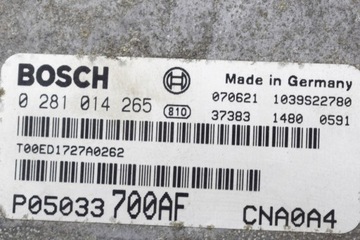 BOSCH Made in Germany
0 281 014 265 810 070621 1039S22780
37383 1480 0591
T00ED1727A0262
P05033 700AF CNA0A4